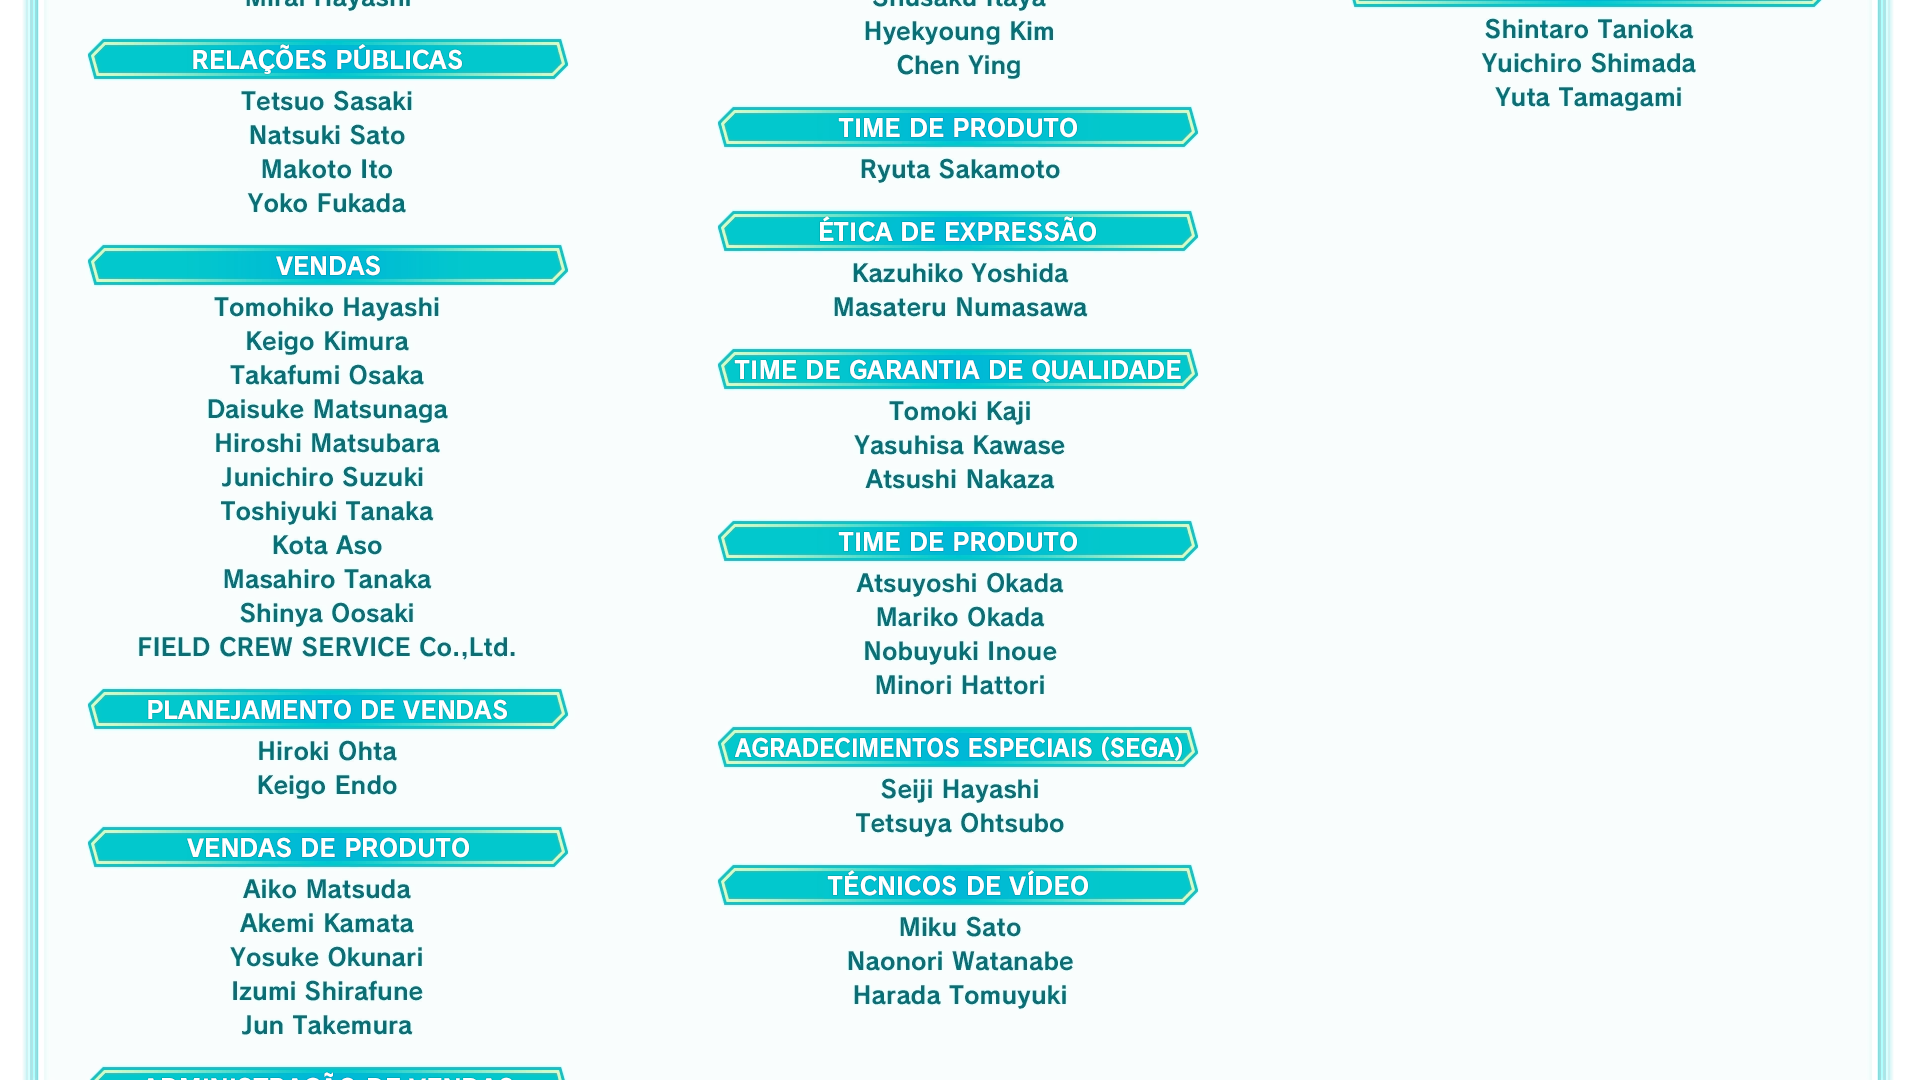 Mirai Hayashi
RELAÇÕES PÚBLICAS
Tetsuo Sasaki
Natsuki Sato
Makoto Ito
Yoko Fukada
VENDAS
Tomohiko Hayashi
Keigo Kimura
Takafumi Osaka
Daisuke Matsunaga
Hiroshi Matsubara
Junichiro Suzuki
Toshiyuki Tanaka
Kota Aso
Masahiro Tanaka
Shinya Oosaki
FIELD CREW SERVICE Co.,Ltd.
PLANEJAMENTO DE VENDAS
Hiroki Ohta
Keigo Endo
VENDAS DE PRODUTO
Aiko Matsuda
Akemi Kamata
Yosuke Okunari
Izumi Shirafune
Jun Takemura
ADMINISTRAÇÃO DE VENDAS
Shusaku Itaya
Hyekyoung Kim
Chen Ying
TIME DE PRODUTO
Ryuta Sakamoto
ÉTICA DE EXPRESSÃO
Kazuhiko Yoshida
Masateru Numasawa
TIME DE GARANTIA DE QUALIDADE
Tomoki Kaji
Yasuhisa Kawase
Atsushi Nakaza
TIME DE PRODUTO
Atsuyoshi Okada
Mariko Okada
Nobuyuki Inoue
Minori Hattori
AGRADECIMENTOS ESPECIAIS (SEGA)
Seiji Hayashi
Tetsuya Ohtsubo
TÉCNICOS DE VÍDEO
Miku Sato
Naonori Watanabe
Harada Tomuyuki
Shintaro Tanioka
Yuichiro Shimada
Yuta Tamagami